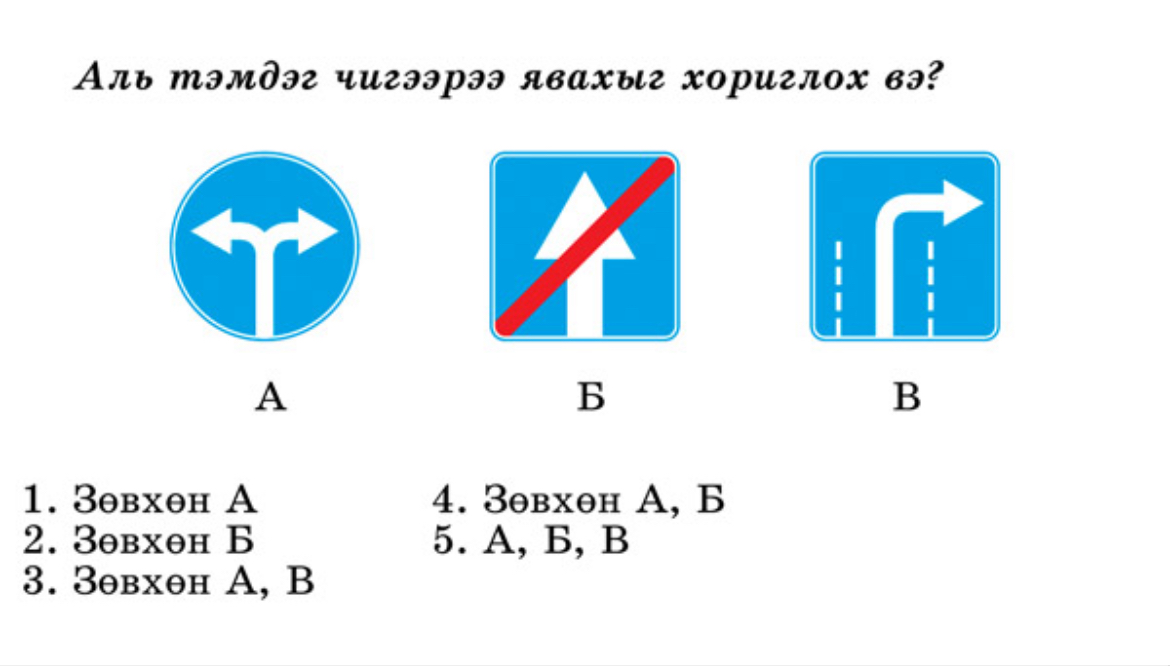 Аль тэмдэг чигээрээ явахыг хориглох вэ?
А Б В
1. Зөвхөн А
2. Зөвхөн Б
3. Зөвхөн А, В
4. Зөвхөн А, Б
5. А, Б, В